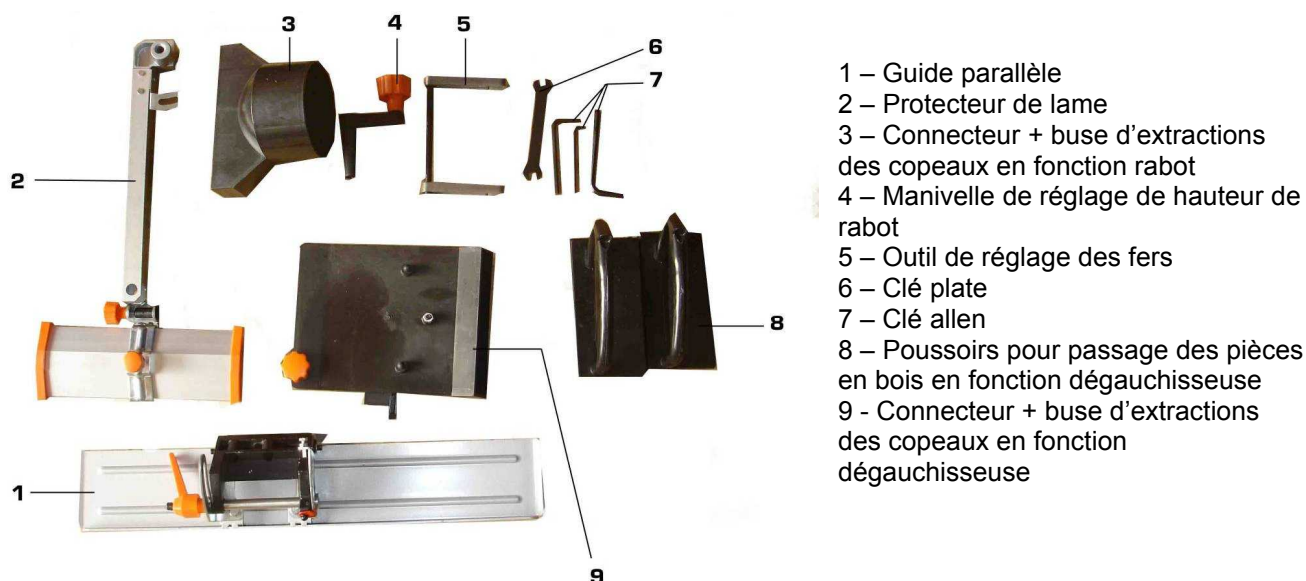 3
4
5
6
7
2
8
1
9
1 – Guide parallèle
2 – Protecteur de lame
3 – Connecteur + buse d’extractions
des copeaux en fonction rabot
4 – Manivelle de réglage de hauteur de
rabot
5 – Outil de réglage des fers
6 – Clé plate
7 – Clé allen
8 – Poussoirs pour passage des pièces
en bois en fonction dégauchisseuse
9 - Connecteur + buse d’extractions
des copeaux en fonction
dégauchisseuse